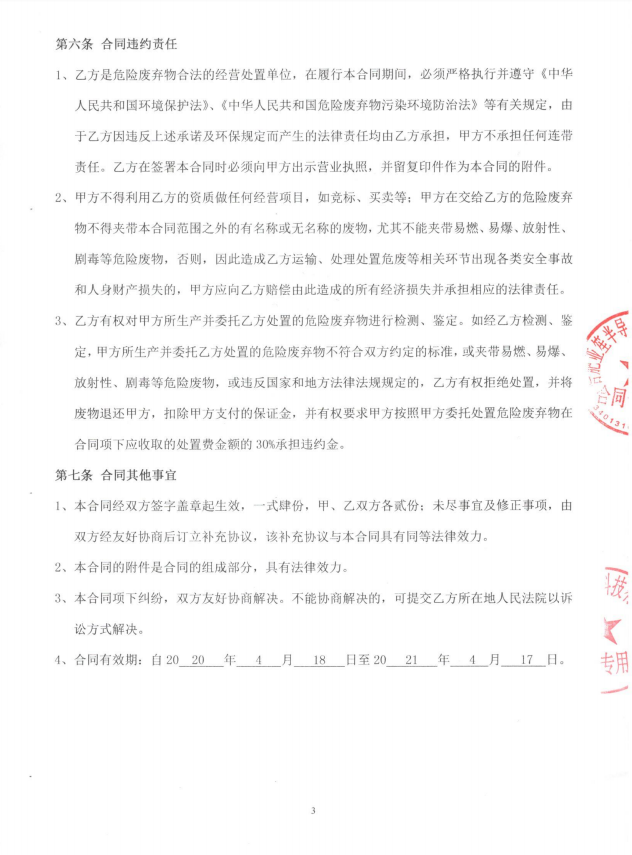 第六条 合同违约责任
1、乙方是危险废弃物合法的经营处置单位，在履行本合同期间，必须严格执行并遵守《中华
人民共和国环境保护法》、《中华人民共和国危险废弃物污染环境防治法》等有关规定，由
于乙方因违反上述承诺及环保规定而产生的法律责任均由乙方承担，甲方不承担任何连带
责任。乙方在签署本合同时必须向甲方出示营业执照，并留复印件作为本合同的附件。
2、甲方不得利用乙方的资质做任何经营项目，如竞标、买卖等；甲方在交给乙方的危险废弃
物不得夹带本合同范围之外的有名称或无名称的废物，尤其不能夹带易燃、易爆、放射性、
剧毒等危险废物，否则，因此造成乙方运输、处理处置危废等相关环节出现各类安全事故
和人身财产损失的，甲方应向乙方赔偿由此造成的所有经济损失并承担相应的法律责任。
3、乙方有权对甲方所生产并委托乙方处置的危险废弃物进行检测、鉴定。如经乙方检测、鉴
定，甲方所生产并委托乙方处置的危险废弃物不符合双方约定的标准，或夹带易燃、易爆、
放射性、剧毒等危险废物，或违反国家和地方法律法规规定的，乙方有权拒绝处置，并将
废物退还甲方，扣除甲方支付的保证金，并有权要求甲方按照甲方委托处置危险废弃物在
合同项下应收取的处置费金额的30%承担违约金。
第七条 合同其他事宜
1、本合同经双方签字盖章起生效，一式肆份，甲、乙双方各贰份；未尽事宜及修正事项，由
双方经友好协商后订立补充协议，该补充协议与本合同具有同等法律效力。
2、本合同的附件是合同的组成部分，具有法律效力。
3、本合同项下纠纷，双方友好协商解决。不能协商解决的，可提交乙方所在地人民法院以诉
讼方式解决。
4、合同有效期：自20 20 年 4 月 18 日至20 21 年 4 月 17 日。
合同
340131
科技
专用
3